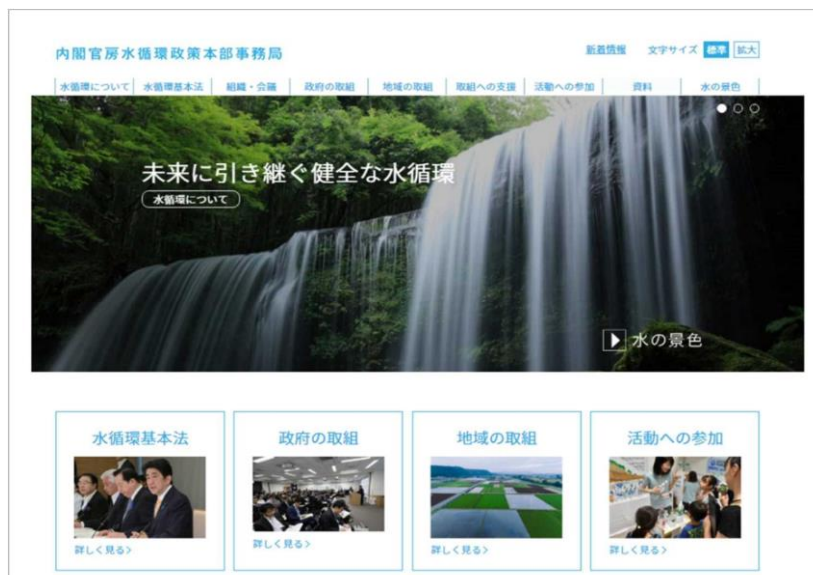 内閣官房水循環政策本部事務局
新着情報 文字サイズ 標準 拡大
水循環について 水循環基本法 組織・会議 政府の取組 地域の取組 取組への支援 活動への参加 資料 水の景色
未来に引き継ぐ健全な水循環
水循環について
水の景色
水循環基本法 政府の取組 地域の取組 活動への参加
詳しく見る> 詳しく見る> 詳しく見る> 詳しく見る>